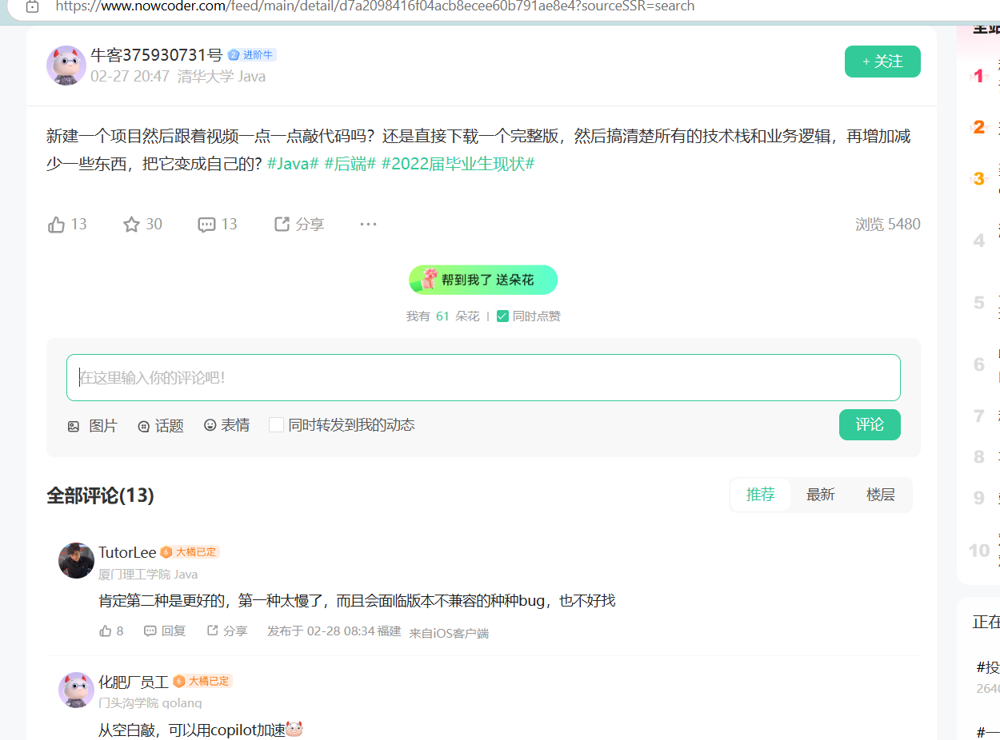 https://www.nowcoder.com/feed/main/detail/d7a2098416f04acb8ecee60b791ae8e4?sourceSSR=search
牛客375930731号 2 进阶牛
02-27 20:47 清华大学 Java
+ 关注
新建一个项目然后跟着视频一点一点敲代码吗？还是直接下载一个完整版，然后搞清楚所有的技术栈和业务逻辑，再增加减
少一些东西，把它变成自己的? #Java# #后端# #2022届毕业生现状#
13 30 13 分享 ... 浏览 5480
帮到我了 送朵花
我有 61 朵花 | 同时点赞
在这里输入你的评论吧！
图片 话题 表情 同时转发到我的动态 评论
全部评论(13) 推荐 最新 楼层
TutorLee 6 大橘已定
厦门理工学院 Java
肯定第二种是更好的，第一种太慢了，而且会面临版本不兼容的种种bug，也不好找
8 回复 分享 发布于 02-28 08:34 福建 来自iOS客户端
化肥厂员工 6 大橘已定
门头沟学院 golang
从空白敲，可以用copilot加速
1
2
3
4
5
6
7
8
9
10
正在
#投
2640
#一